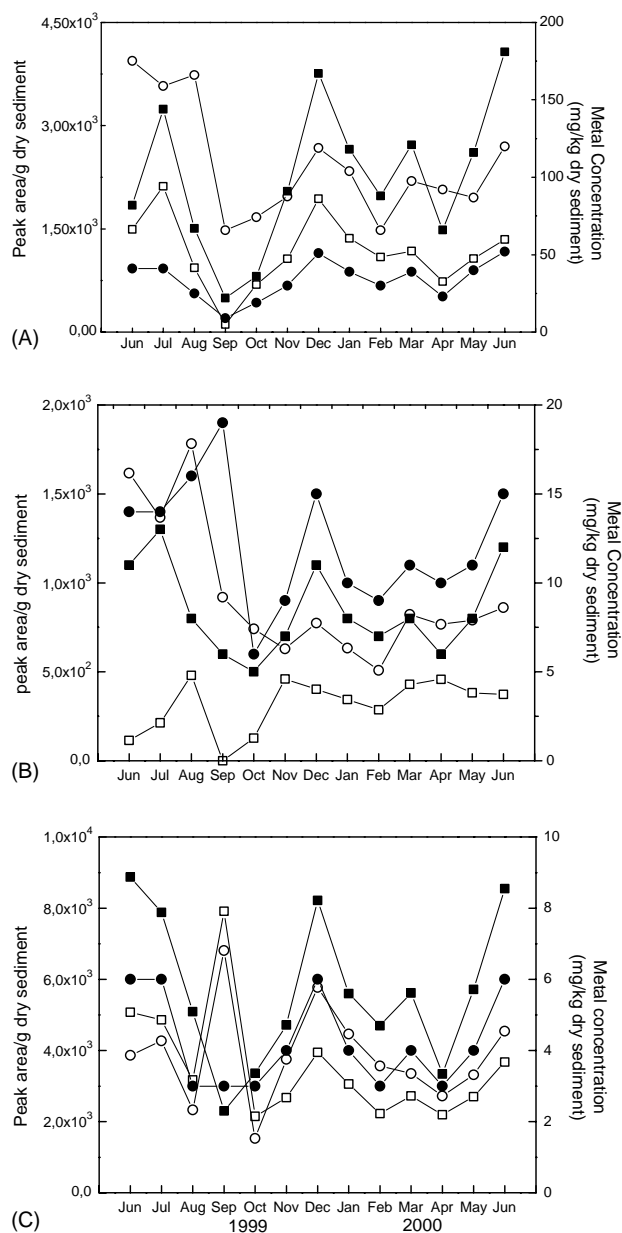 4,50x10³
3,00x10³
1,50x10³
0,00
Peak area/g dry sediment
200
150
100
50
0
Metal Concentration
(mg/kg dry sediment)
Jun Jul Aug Sep Oct Nov Dec Jan Feb Mar Apr May Jun
(A)
2,0x10³
1,5x10³
1,0x10³
5,0x10²
0,0
peak area/g dry sediment
20
15
10
5
0
Metal Concentration
(mg/kg dry sediment)
Jun Jul Aug Sep Oct Nov Dec Jan Feb Mar Apr May Jun
(B)
1,0x10⁴
8,0x10³
6,0x10³
4,0x10³
2,0x10³
0,0
Peak area/g dry sediment
10
8
6
4
2
0
Metal concentration
(mg/kg dry sediment)
Jun Jul Aug Sep Oct Nov Dec Jan Feb Mar Apr May Jun
(C)
1999 2000